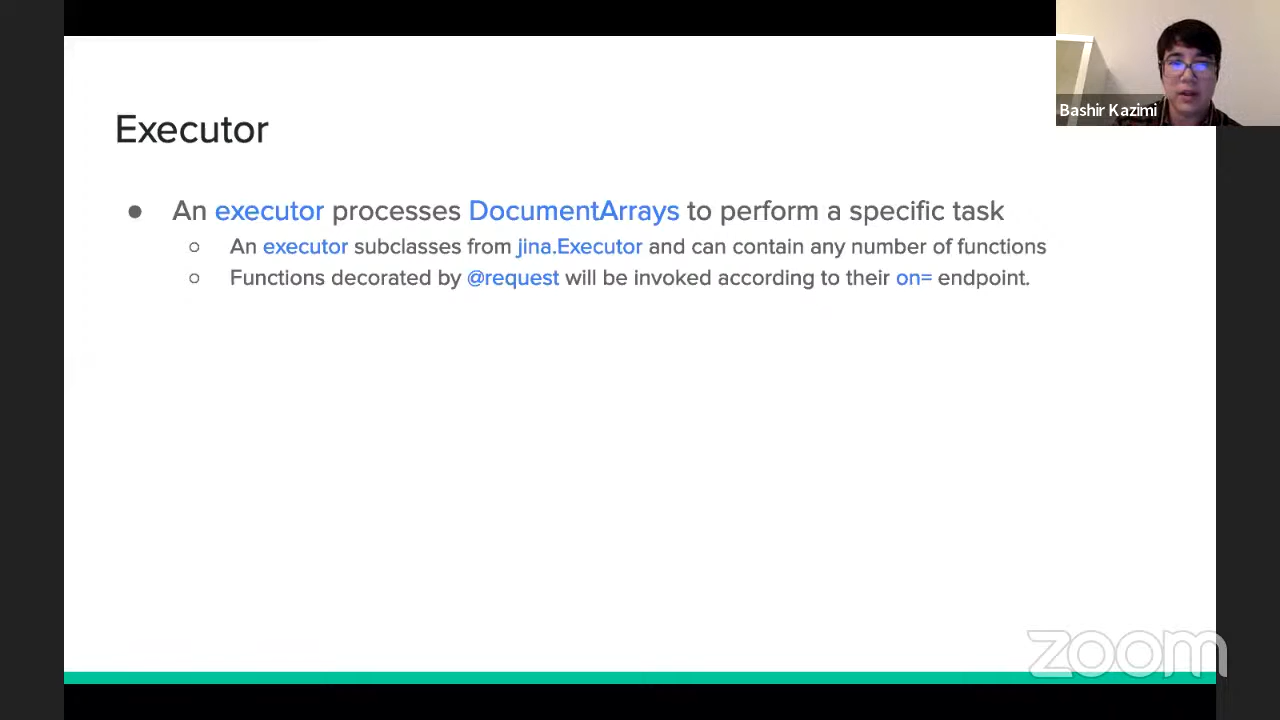 Bashir Kazimi
Executor
● An executor processes DocumentArrays to perform a specific task
○ An executor subclasses from jina.Executor and can contain any number of functions
○ Functions decorated by @request will be invoked according to their on= endpoint.
zoom